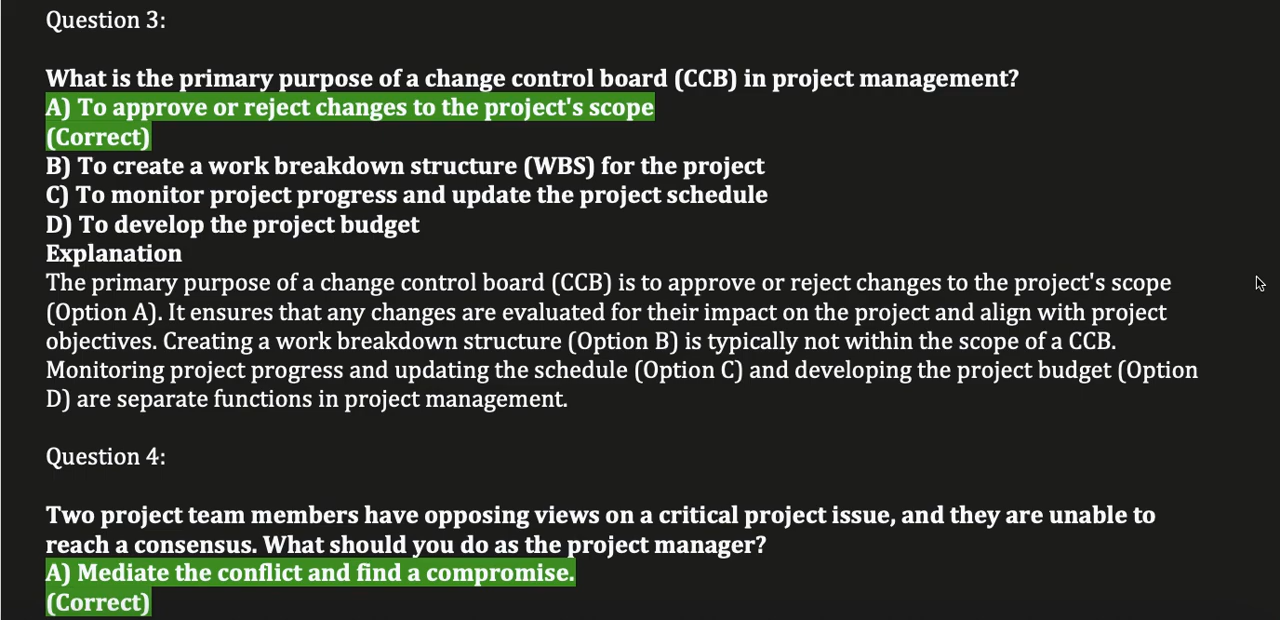 Question 3:
What is the primary purpose of a change control board (CCB) in project management?
A) To approve or reject changes to the project's scope
(Correct)
B) To create a work breakdown structure (WBS) for the project
C) To monitor project progress and update the project schedule
D) To develop the project budget
Explanation
The primary purpose of a change control board (CCB) is to approve or reject changes to the project's scope
(Option A). It ensures that any changes are evaluated for their impact on the project and align with project
objectives. Creating a work breakdown structure (Option B) is typically not within the scope of a CCB.
Monitoring project progress and updating the schedule (Option C) and developing the project budget (Option
D) are separate functions in project management.
Question 4:
Two project team members have opposing views on a critical project issue, and they are unable to
reach a consensus. What should you do as the project manager?
A) Mediate the conflict and find a compromise.
(Correct)